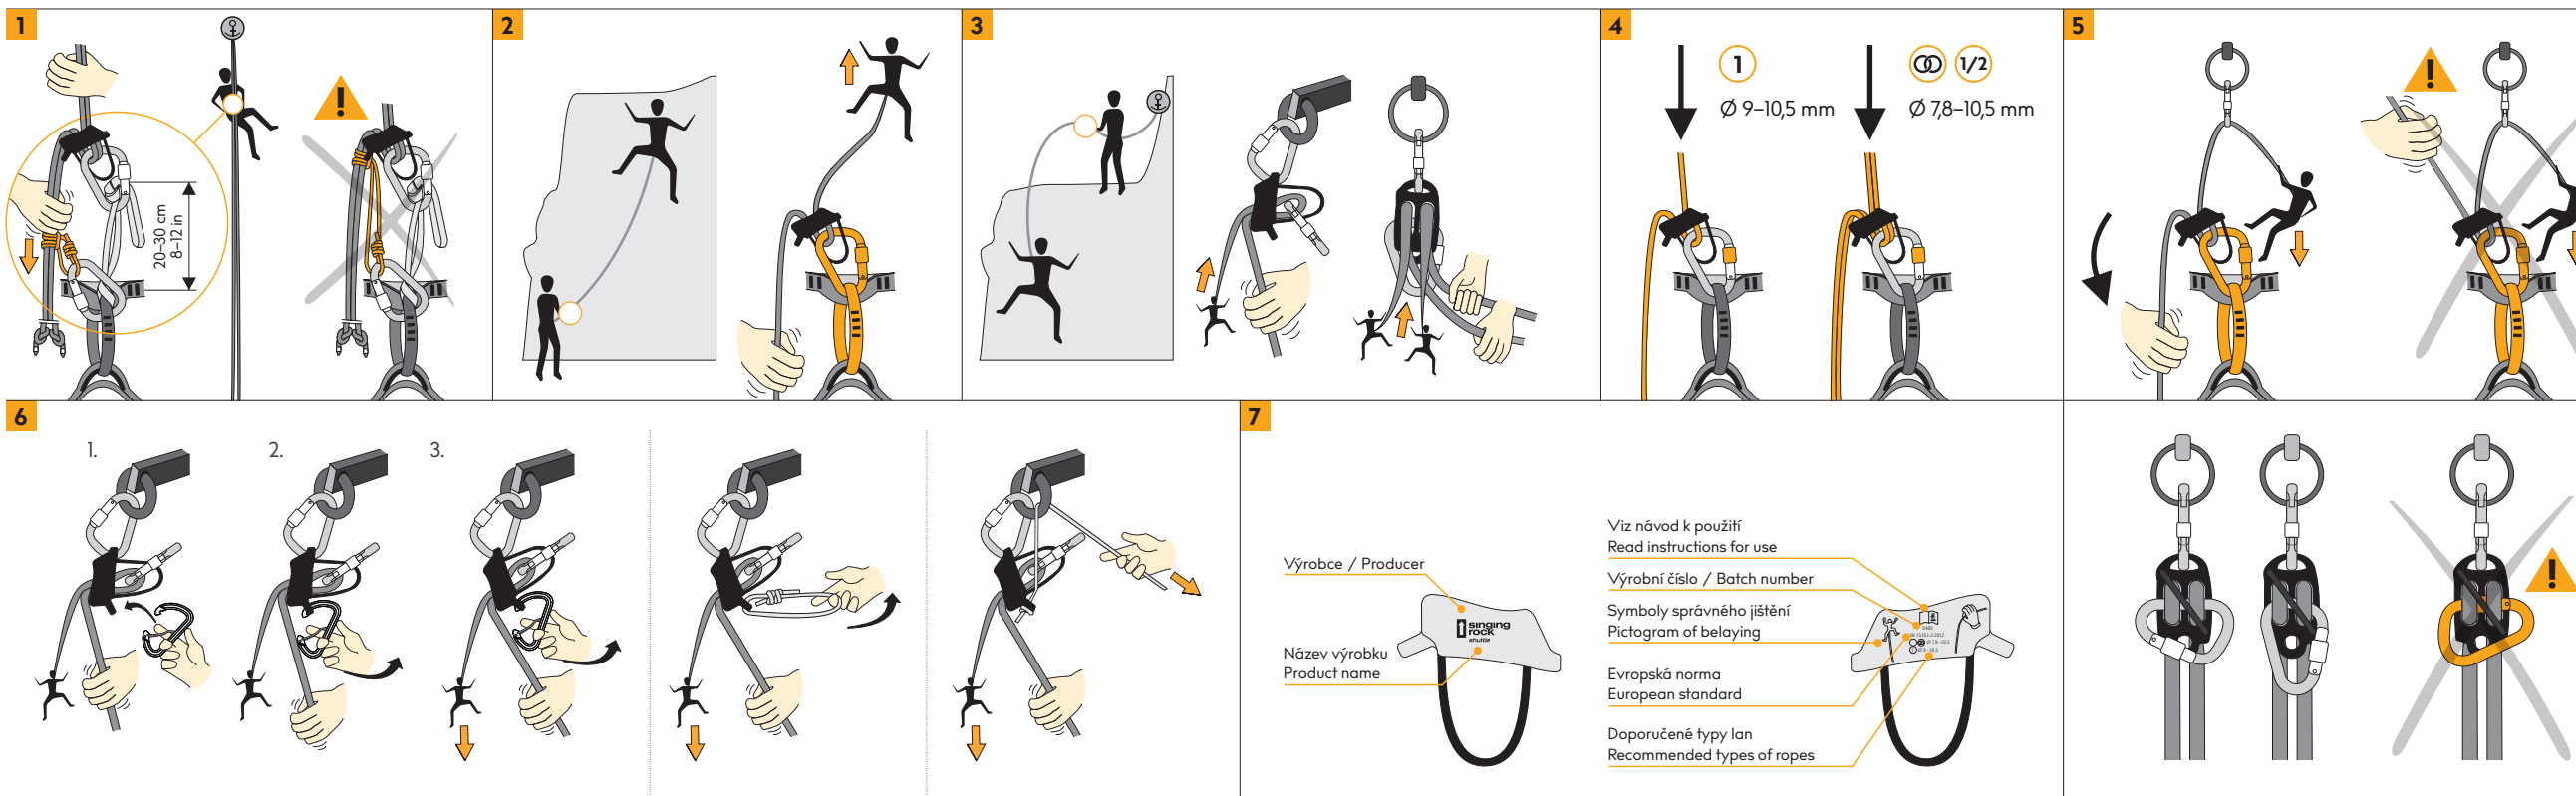 1
20–30 cm
8–12 in
!
2
3
4
1
Ø 9–10,5 mm
1/2
Ø 7,8–10,5 mm
5
!
6
1.
2.
3.
7
Výrobce / Producer
Název výrobku
Product name
singing
rock
shuttle
Viz návod k použití
Read instructions for use
Výrobní číslo / Batch number
Symboly správného jištění
Pictogram of belaying
Evropská norma
European standard
Doporučené typy lan
Recommended types of ropes
!